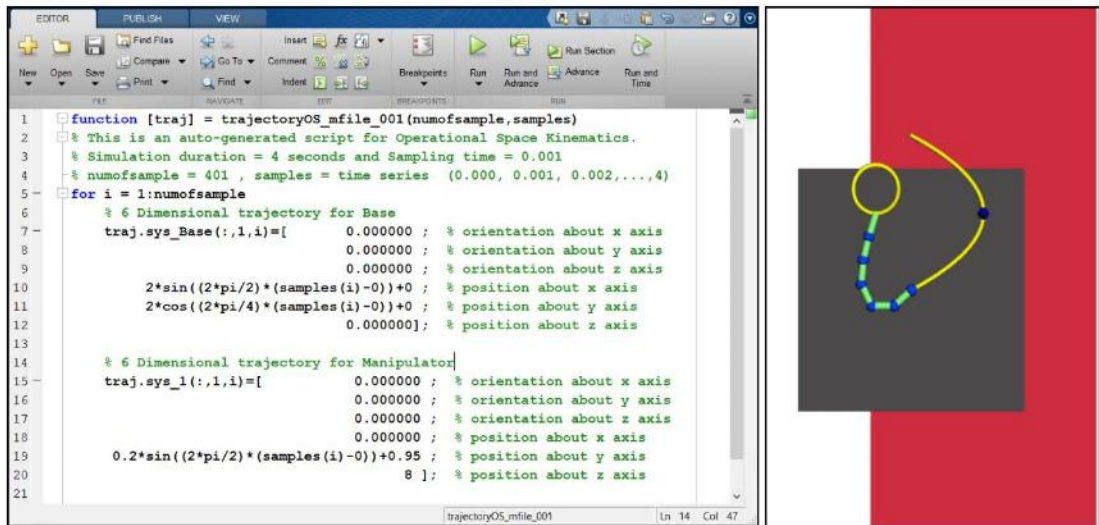 EDITOR PUBLISH VIEW
Find Files Insert fx
Compare Go To Comment Run Section
New Open Save Print Find Indent Breakpoints Run Run and Advance Advance Run and Time
FILE NAVIGATE EDIT BREAKPOINTS RUN
1 function [traj] = trajectoryOS_mfile_001(numofsample,samples)
2 % This is an auto-generated script for Operational Space Kinematics.
3 % Simulation duration = 4 seconds and Sampling time = 0.001
4 % numofsample = 401 , samples = time series (0.000, 0.001, 0.002,...,4)
5 for i = 1:numofsample
6 % 6 Dimensional trajectory for Base
7 traj.sys_Base(:,1,i)=[ 0.000000 ; % orientation about x axis
8 0.000000 ; % orientation about y axis
9 0.000000 ; % orientation about z axis
10 2*sin((2*pi/2)*(samples(i)-0))+0 ; % position about x axis
11 2*cos((2*pi/4)*(samples(i)-0))+0 ; % position about y axis
12 0.000000]; % position about z axis
13
14 % 6 Dimensional trajectory for Manipulator
15 traj.sys_1(:,1,i)=[ 0.000000 ; % orientation about x axis
16 0.000000 ; % orientation about y axis
17 0.000000 ; % orientation about z axis
18 0.000000 ; % position about x axis
19 0.2*sin((2*pi/2)*(samples(i)-0))+0.95 ; % position about y axis
20 8 ]; % position about z axis
21
trajectoryOS_mfile_001 Ln 14 Col 47